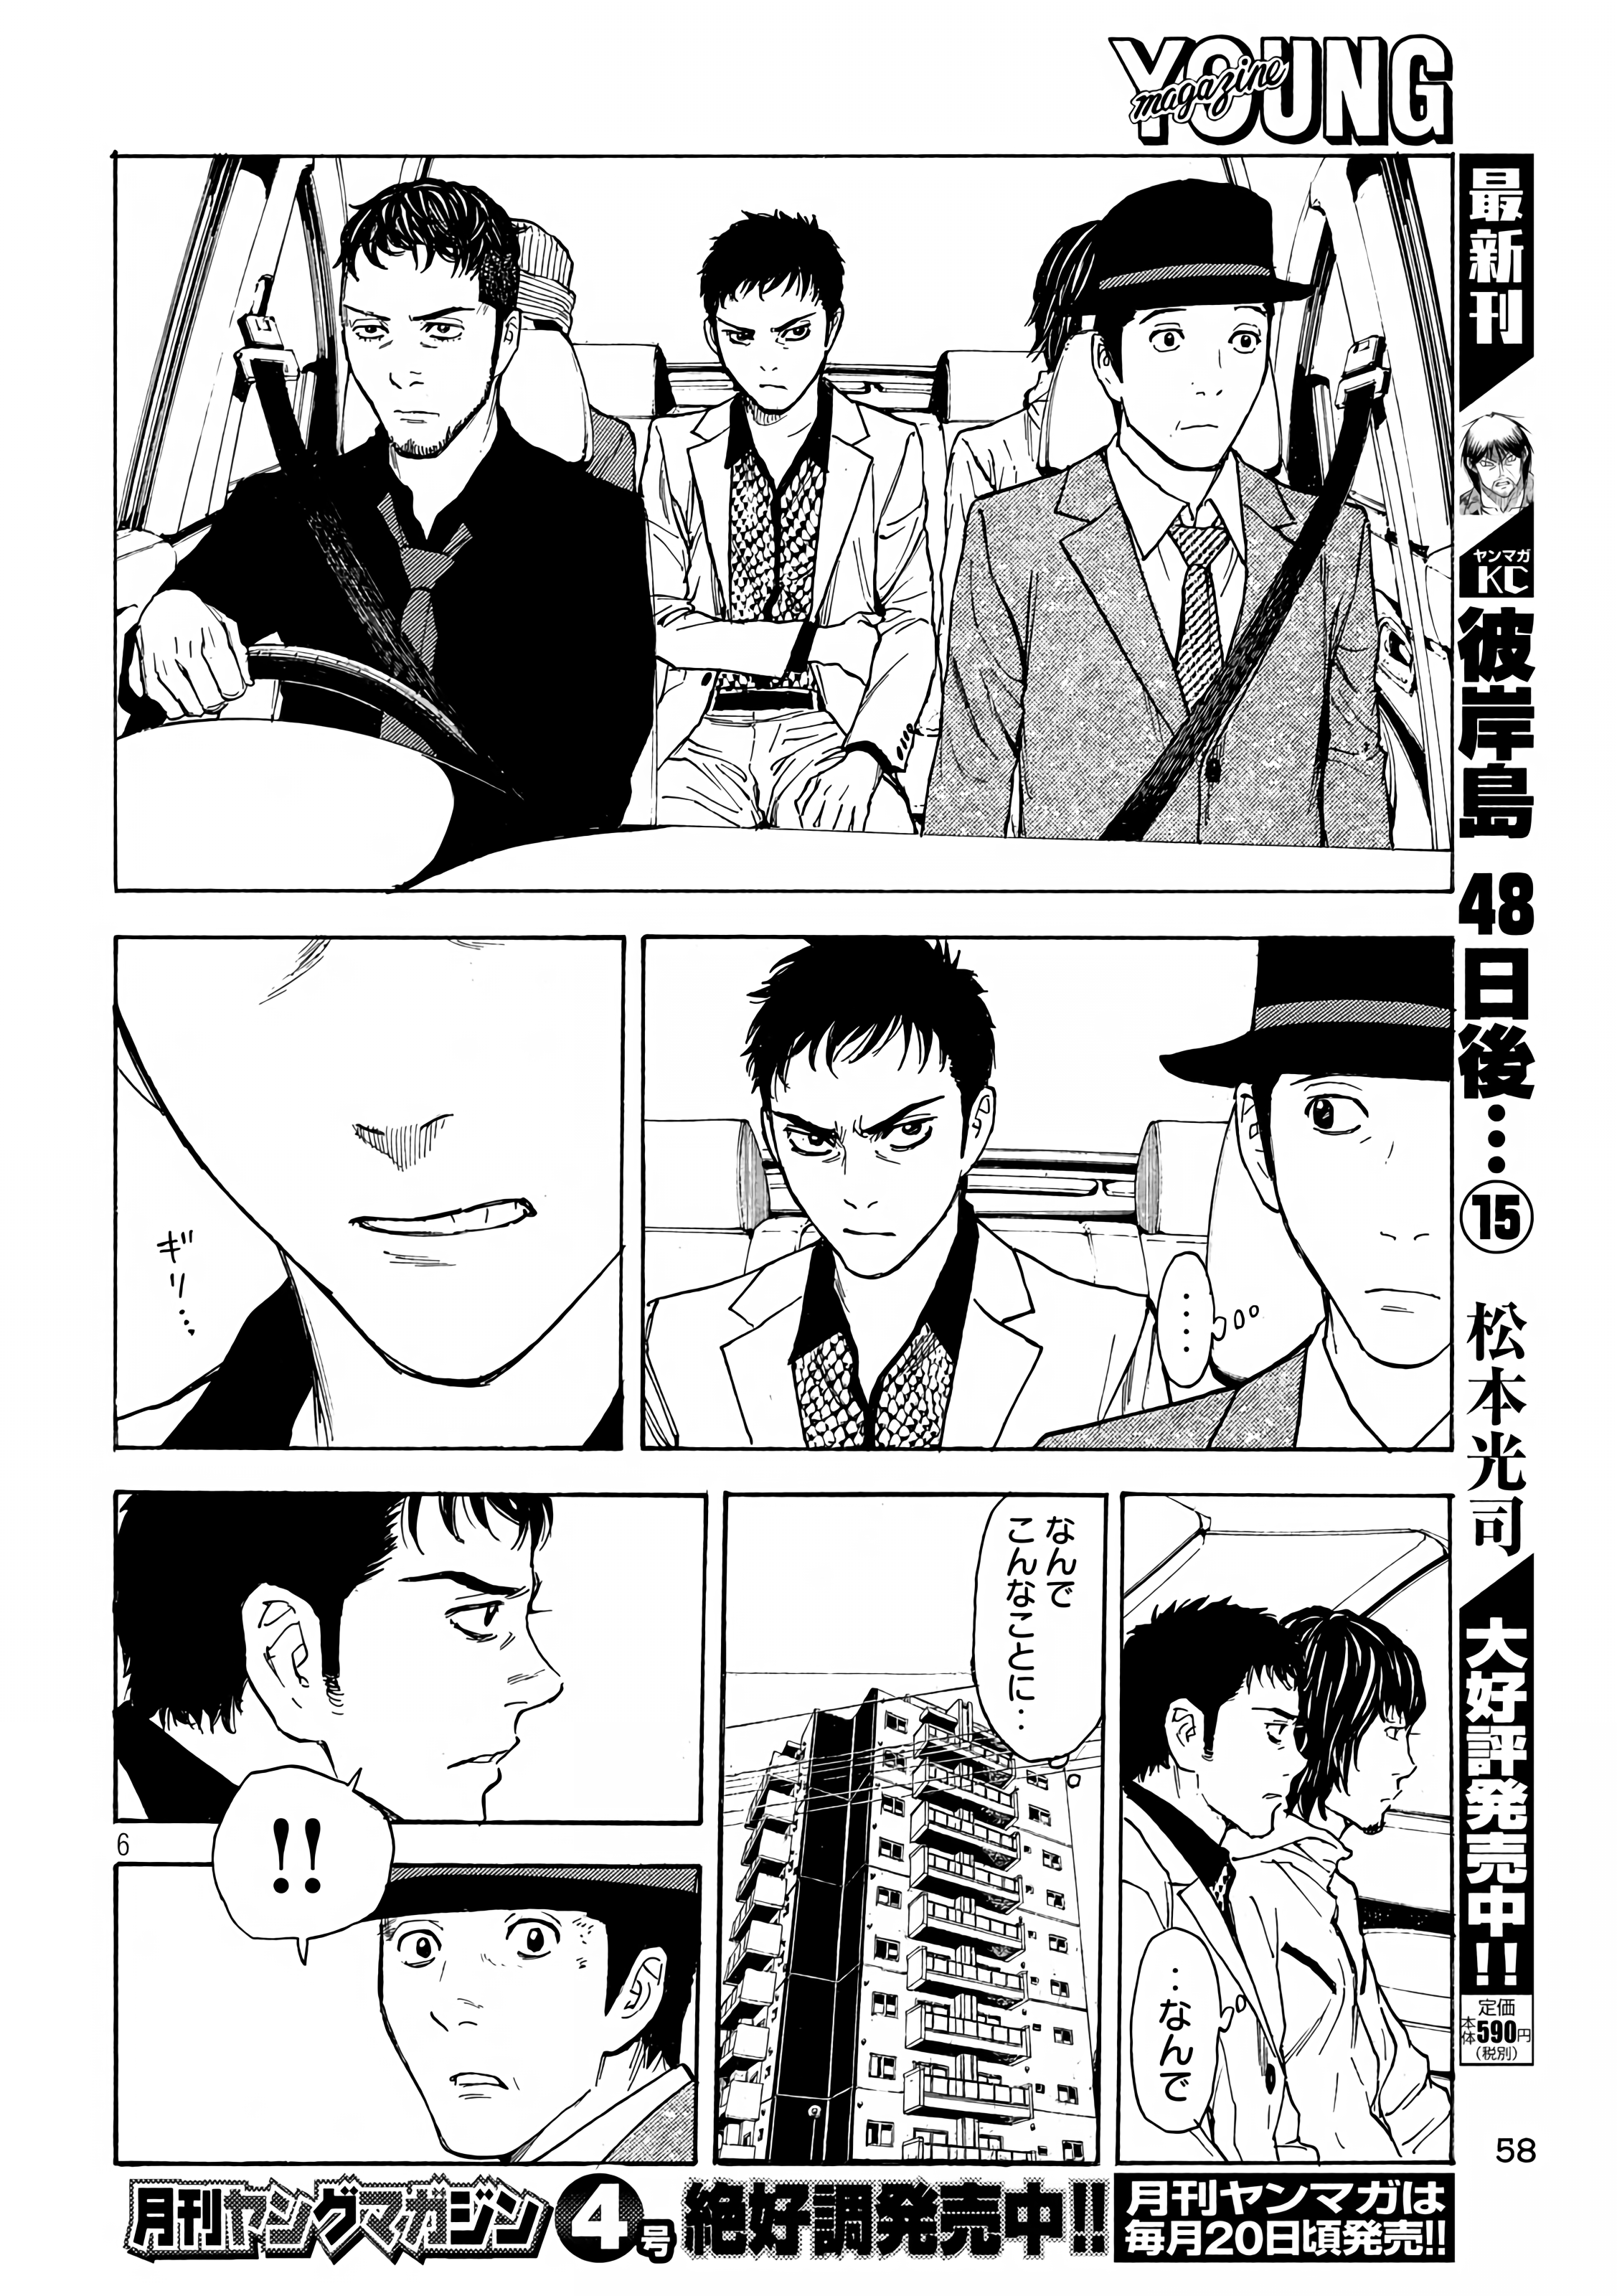 YOUNG
magazine
最新刊
ヤンマガ
KC
彼岸島 48日後…⑮
松本光司
大好評発売中!!
定価
本体590円
(税別)
‥‥
ギリ…
‥なんで
なんで
こんなことに‥
!!
6
58
月刊ヤングマガジン4号 絶好調発売中!!
月刊ヤンマガは
毎月20日頃発売!!